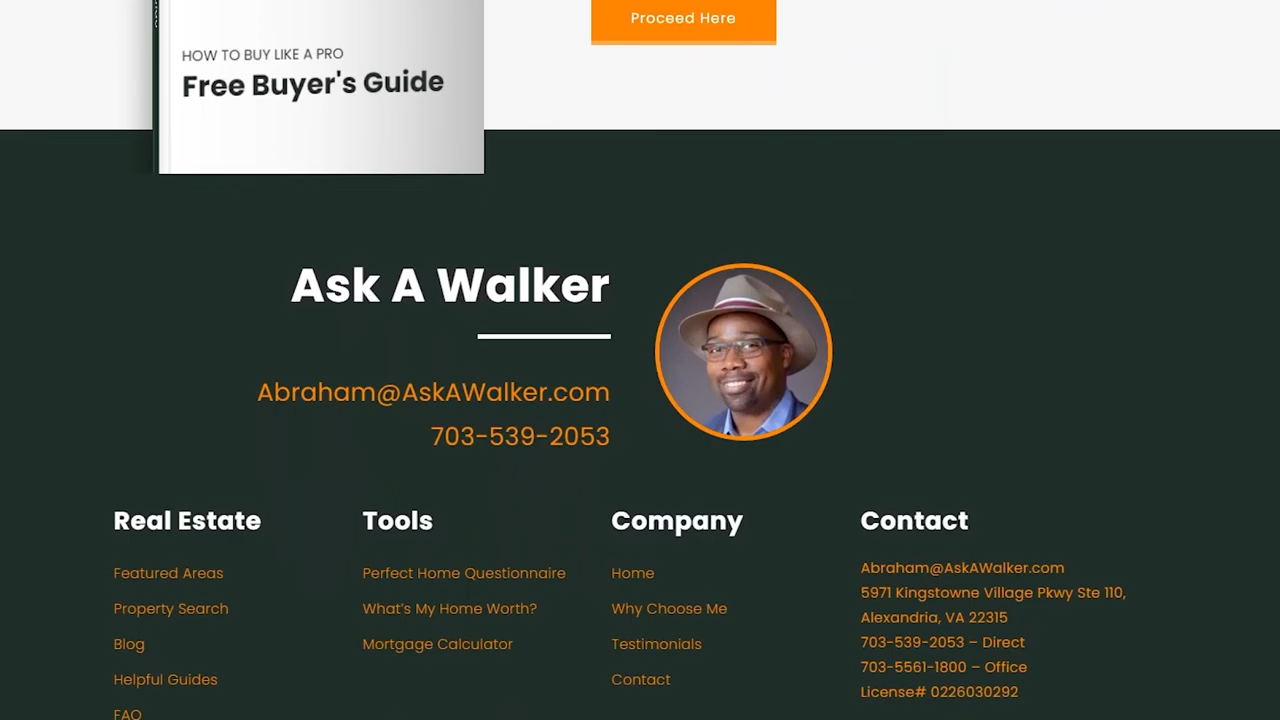 Proceed Here
HOW TO BUY LIKE A PRO
Free Buyer's Guide
Ask A Walker
Abraham@AskAWalker.com
703-539-2053
Real Estate
Featured Areas
Property Search
Blog
Helpful Guides
FAQ
Tools
Perfect Home Questionnaire
What's My Home Worth?
Mortgage Calculator
Company
Home
Why Choose Me
Testimonials
Contact
Contact
Abraham@AskAWalker.com
5971 Kingstowne Village Pkwy Ste 110,
Alexandria, VA 22315
703-539-2053 – Direct
703-5561-1800 – Office
License# 0226030292